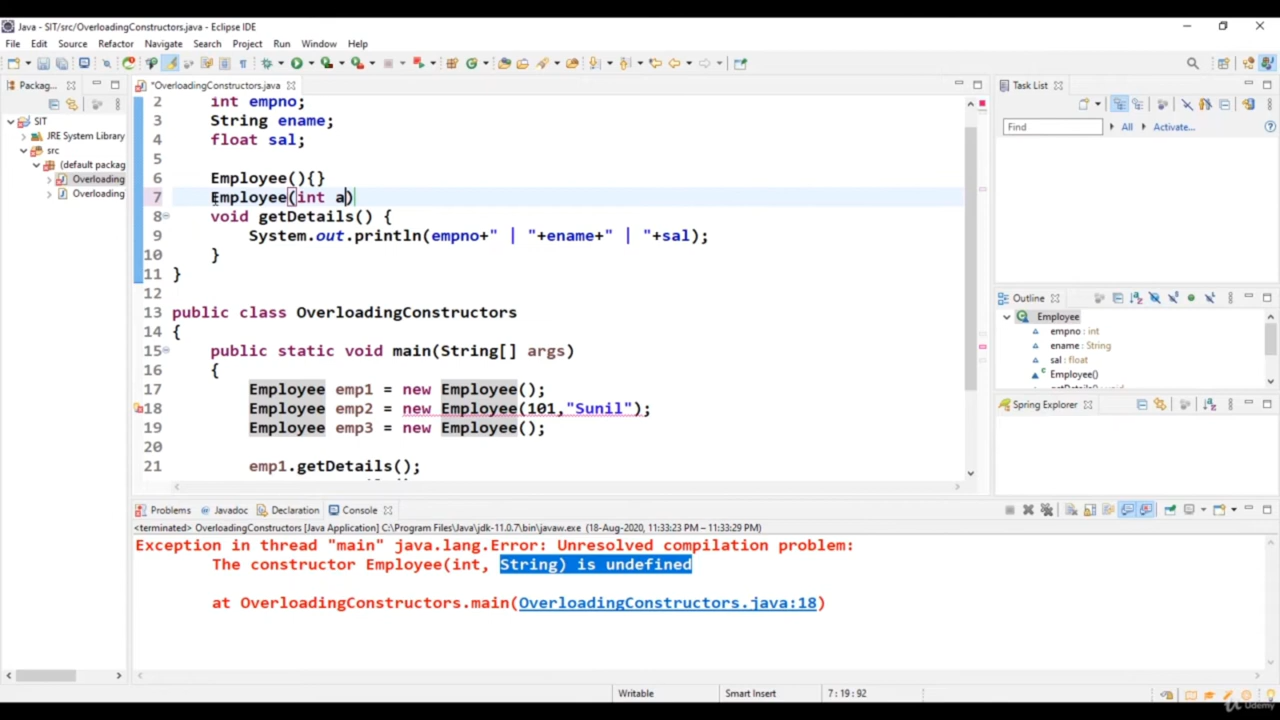 Java - SIT/src/OverloadingConstructors.java - Eclipse IDE
File Edit Source Refactor Navigate Search Project Run Window Help
Packag...
*OverloadingConstructors.java
Task List
SIT
JRE System Library
src
(default packag
Overloading
Overloading
Find All Activate...
2 int empno;
3 String ename;
4 float sal;
5
6 Employee(){}
7 Employee(int a)
8 void getDetails() {
9 System.out.println(empno+" | "+ename+" | "+sal);
10 }
11 }
12
13 public class OverloadingConstructors
14 {
15 public static void main(String[] args)
16 {
17 Employee emp1 = new Employee();
18 Employee emp2 = new Employee(101,"Sunil");
19 Employee emp3 = new Employee();
20
21 emp1.getDetails();
Outline
Employee
empno : int
ename : String
sal : float
Employee()
Spring Explorer
Problems Javadoc Declaration Console
<terminated> OverloadingConstructors [Java Application] C:\Program Files\Java\jdk-11.0.7\bin\javaw.exe (18-Aug-2020, 11:33:23 PM – 11:33:29 PM)
Exception in thread "main" java.lang.Error: Unresolved compilation problem:
The constructor Employee(int, String) is undefined
at OverloadingConstructors.main(OverloadingConstructors.java:18)
Writable Smart Insert 7 : 19 : 92
Udemy